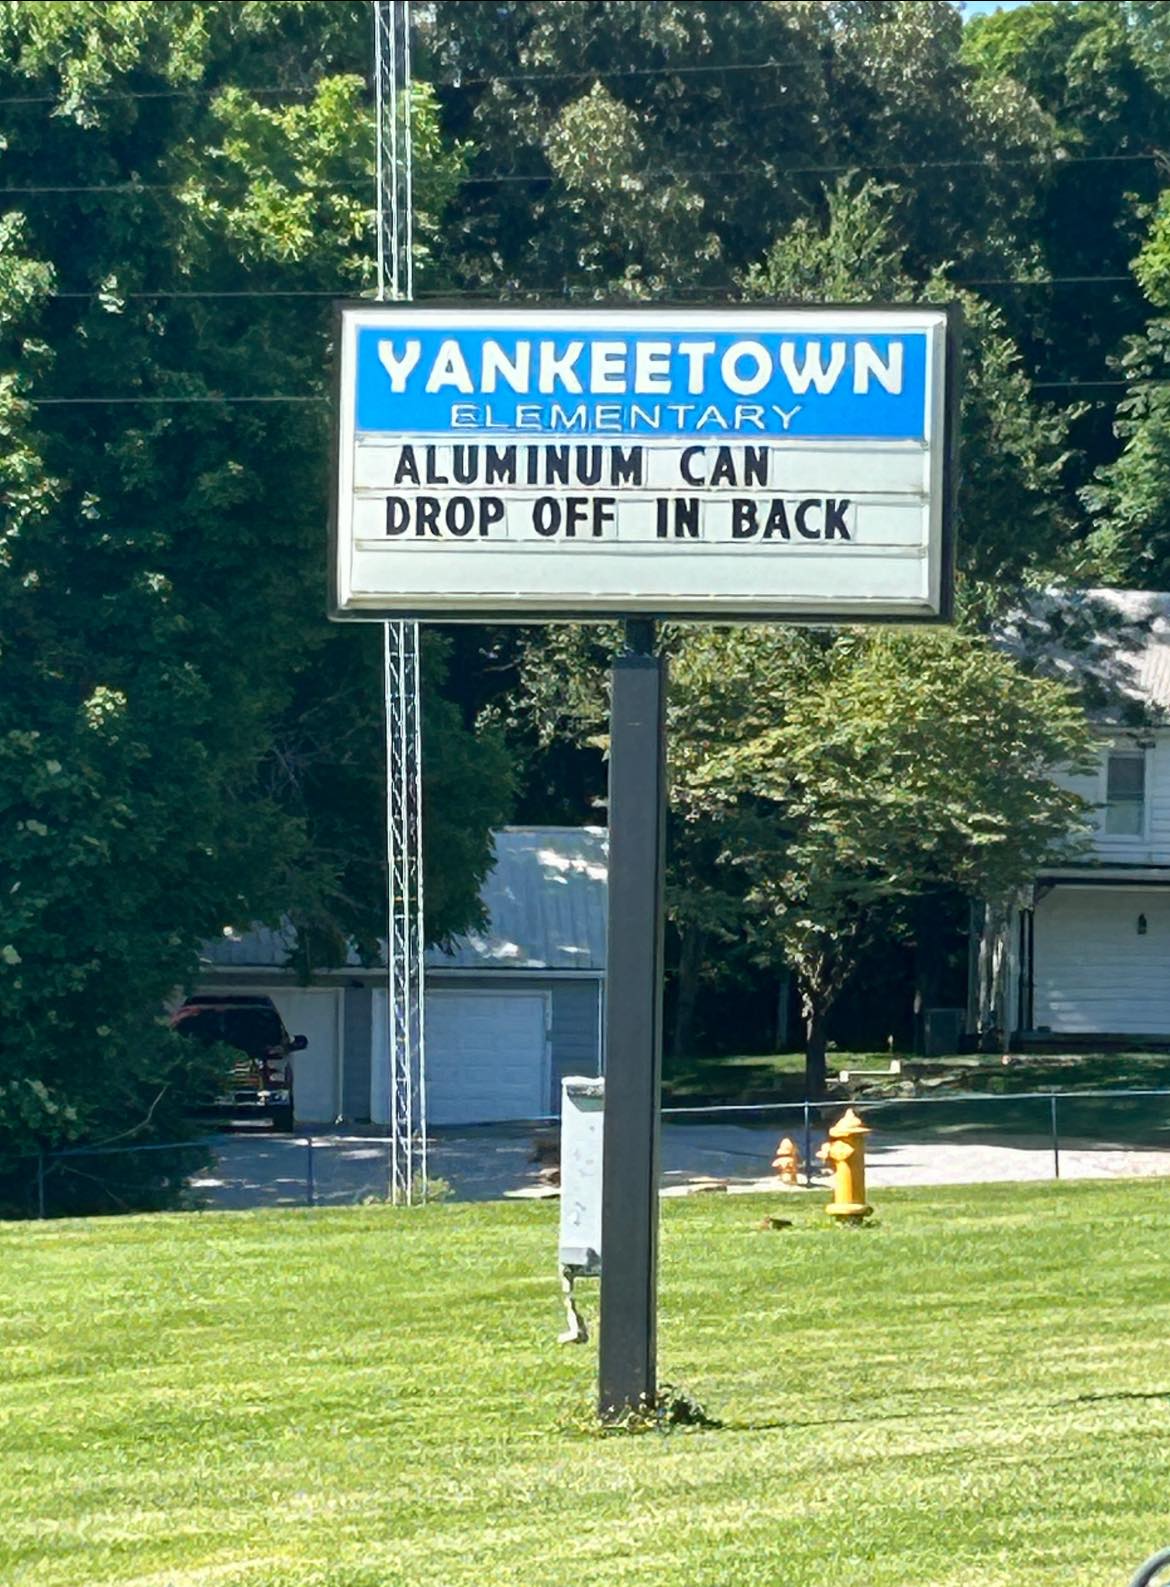 YANKEETOWN
ELEMENTARY
ALUMINUM CAN
DROP OFF IN BACK